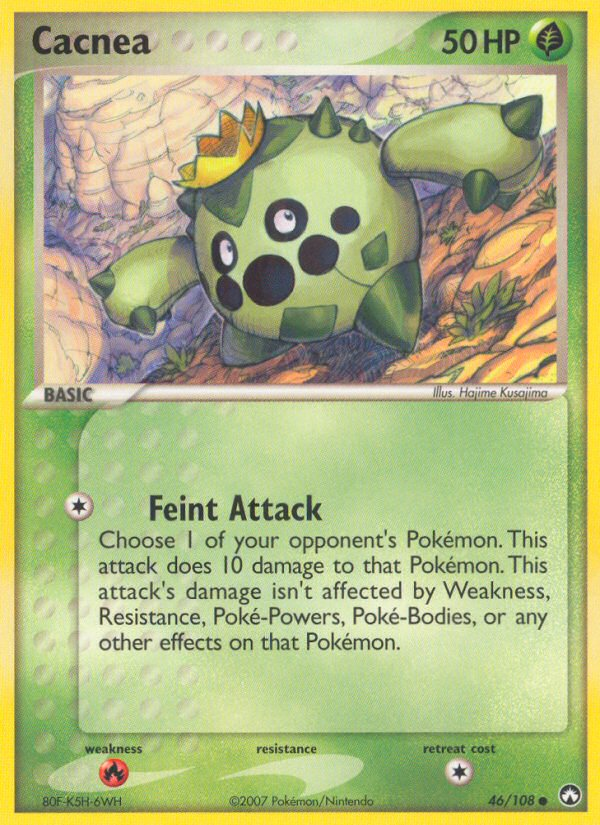 Cacnea
50 HP
BASIC
Illus. Hajime Kusajima
Feint Attack
Choose 1 of your opponent's Pokémon. This
attack does 10 damage to that Pokémon. This
attack's damage isn't affected by Weakness,
Resistance, Poké-Powers, Poké-Bodies, or any
other effects on that Pokémon.
weakness
resistance
retreat cost
80F-K5H-6WH
©2007 Pokémon/Nintendo
46/108